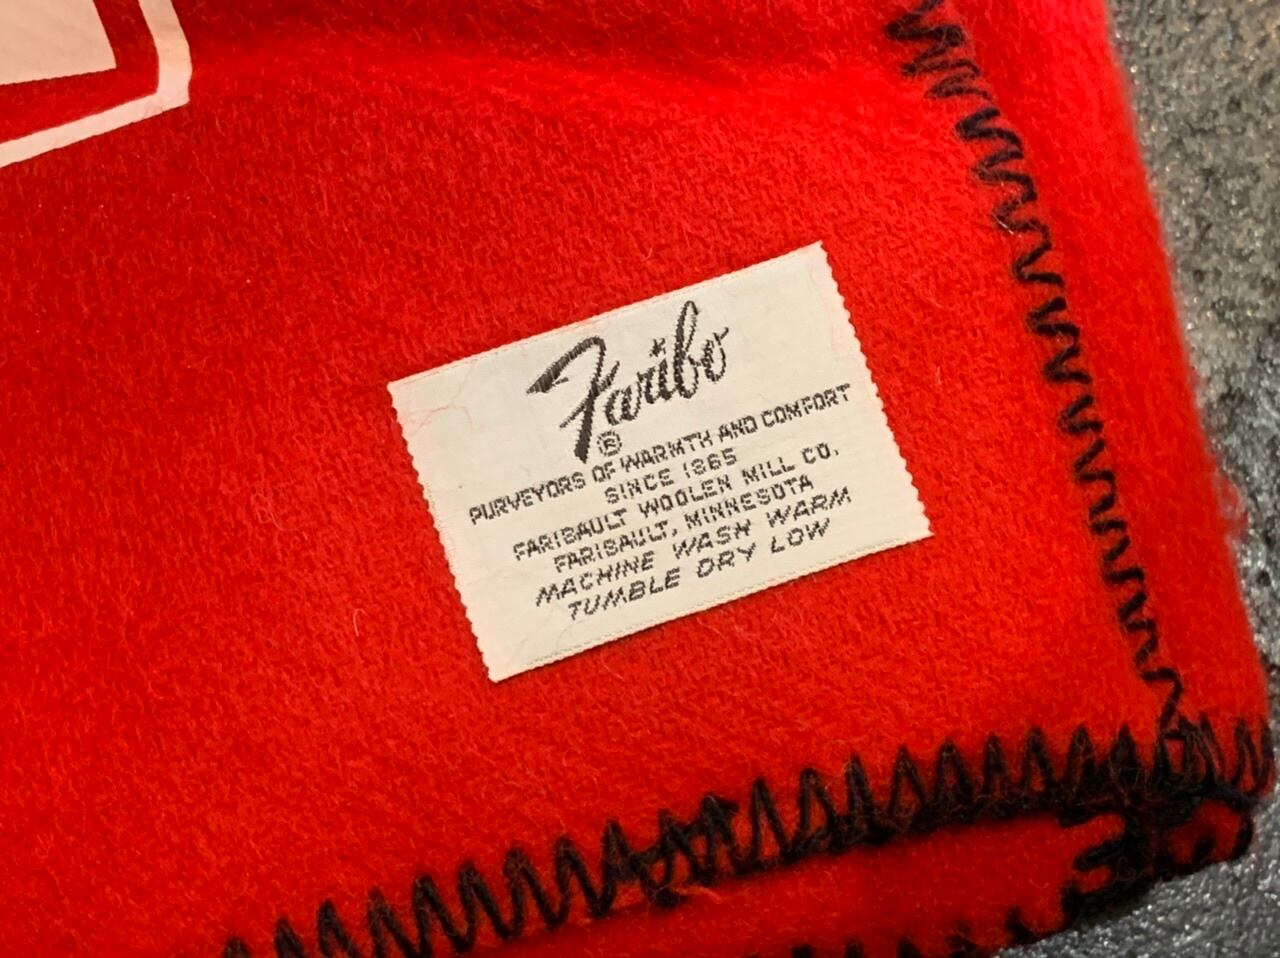 Faribo
®
PURVEYORS OF WARMTH AND COMFORT
SINCE 1865
FARIBAULT WOOLEN MILL CO.
FARIBAULT, MINNESOTA
MACHINE WASH WARM
TUMBLE DRY LOW